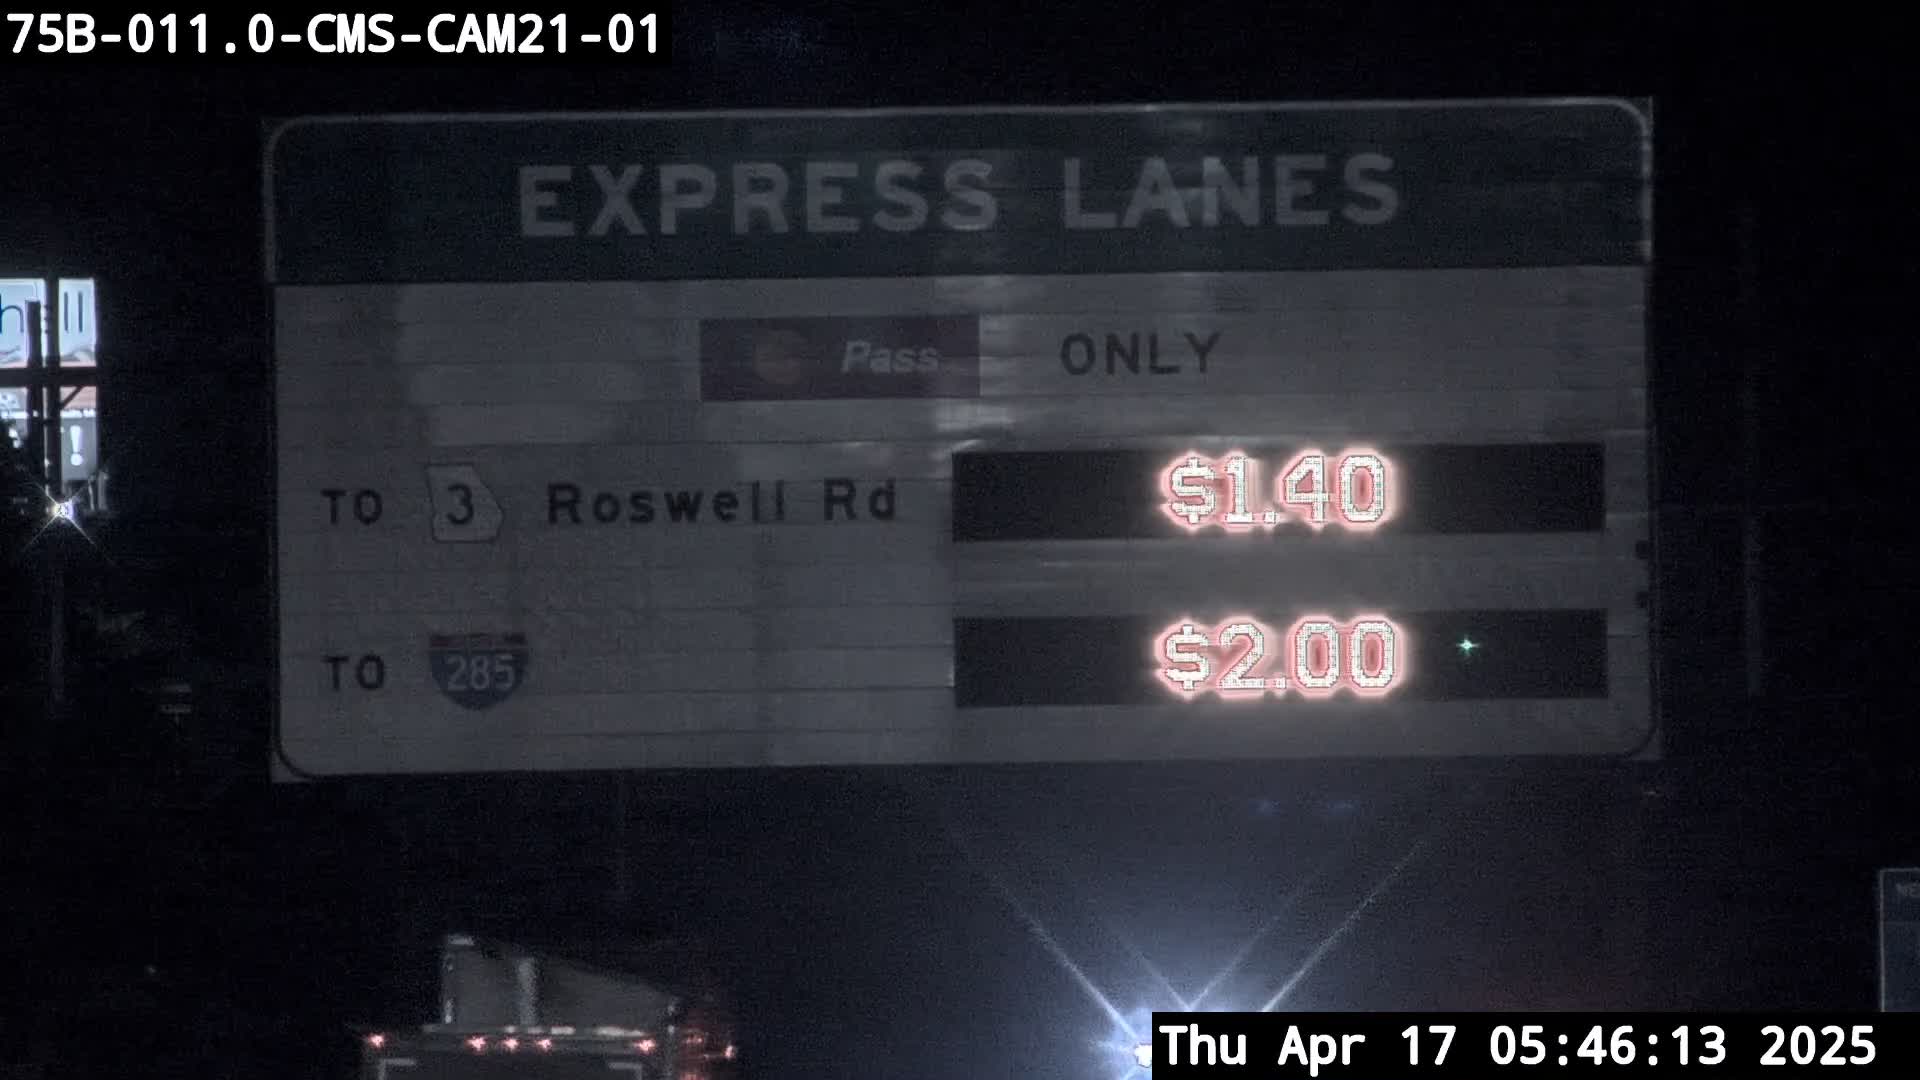 75B-011.0-CMS-CAM21-01
EXPRESS LANES
Pass ONLY
TO 3 Roswell Rd $1.40
TO 285 $2.00
Thu Apr 17 05:46:13 2025